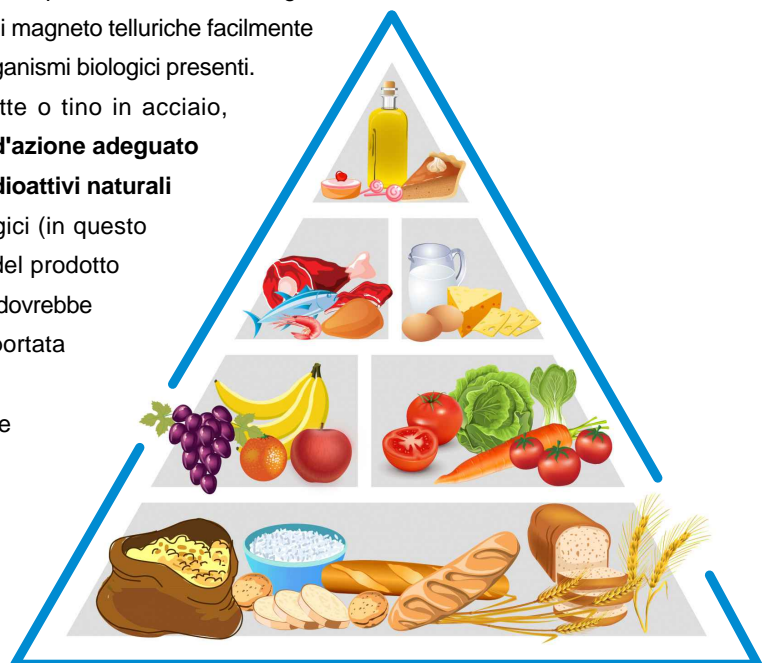 i magneto telluriche facilmente
ganismi biologici presenti.
tte o tino in acciaio,
d'azione adeguato
dioattivi naturali
gici (in questo
del prodotto
dovrebbe
portata
e